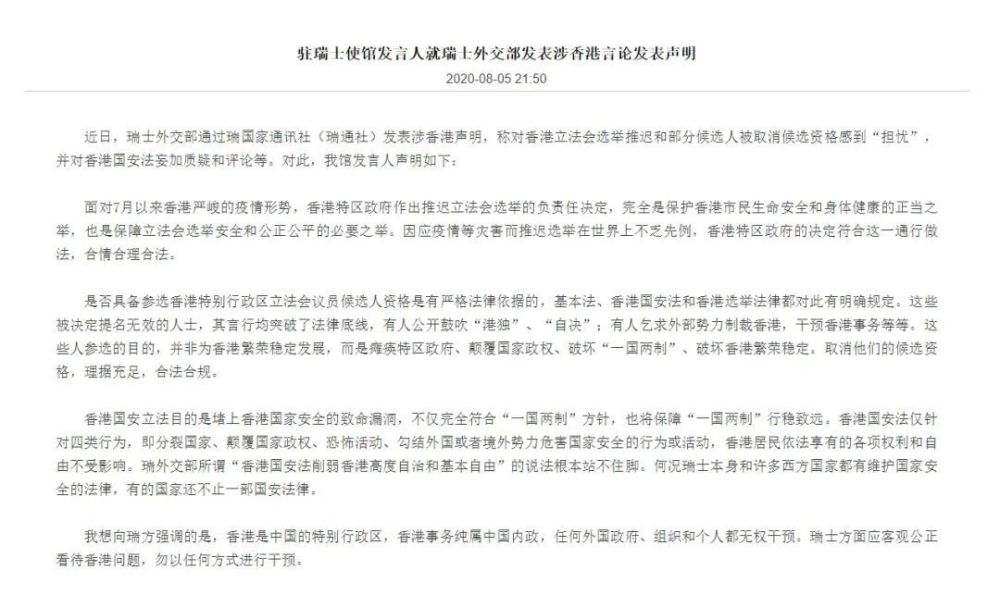 驻瑞士使馆发言人就瑞士外交部发表涉香港言论发表声明
2020-08-05 21:50
近日，瑞士外交部通过瑞国家通讯社（瑞通社）发表涉香港声明，称对香港立法会选举推迟和部分候选人被取消候选资格感到“担忧”，
并对香港国安法妄加质疑和评论等。对此，我馆发言人声明如下：
面对7月以来香港严峻的疫情形势，香港特区政府作出推迟立法会选举的负责任决定，完全是保护香港市民生命安全和身体健康的正当之
举，也是保障立法会选举安全和公正公平的必要之举。因应疫情等灾害而推迟选举在世界上不乏先例，香港特区政府的决定符合这一通行做
法，合情合理合法。
是否具备参选香港特别行政区立法会议员候选人资格是有严格法律依据的，基本法、香港国安法和香港选举法律都对此有明确规定。这些
被决定提名无效的人士，其言行均突破了法律底线，有人公开鼓吹“港独”、“自决”；有人乞求外部势力制裁香港，干预香港事务等等。这
些人参选的目的，并非为香港繁荣稳定发展，而是瘫痪特区政府、颠覆国家政权、破坏“一国两制”、破坏香港繁荣稳定。取消他们的候选资
格，理据充足，合法合规。
香港国安立法目的是堵上香港国家安全的致命漏洞，不仅完全符合“一国两制”方针，也将保障“一国两制”行稳致远。香港国安法仅针
对四类行为，即分裂国家、颠覆国家政权、恐怖活动、勾结外国或者境外势力危害国家安全的行为或活动，香港居民依法享有的各项权利和自
由不受影响。瑞外交部所谓“香港国安法削弱香港高度自治和基本自由”的说法根本站不住脚。何况瑞士本身和许多西方国家都有维护国家安
全的法律，有的国家还不止一部国安法律。
我想向瑞方强调的是，香港是中国的特别行政区，香港事务纯属中国内政，任何外国政府、组织和个人都无权干预。瑞士方面应客观公正
看待香港问题，勿以任何方式进行干预。